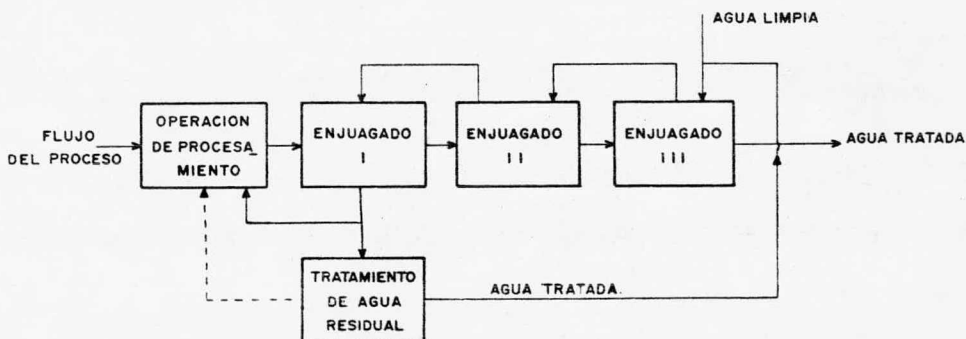 AGUA LIMPIA
FLUJO
DEL PROCESO
OPERACION
DE PROCESA_
MIENTO
ENJUAGADO
I
ENJUAGADO
II
ENJUAGADO
III
AGUA TRATADA
TRATAMIENTO
DE AGUA
RESIDUAL
AGUA TRATADA.